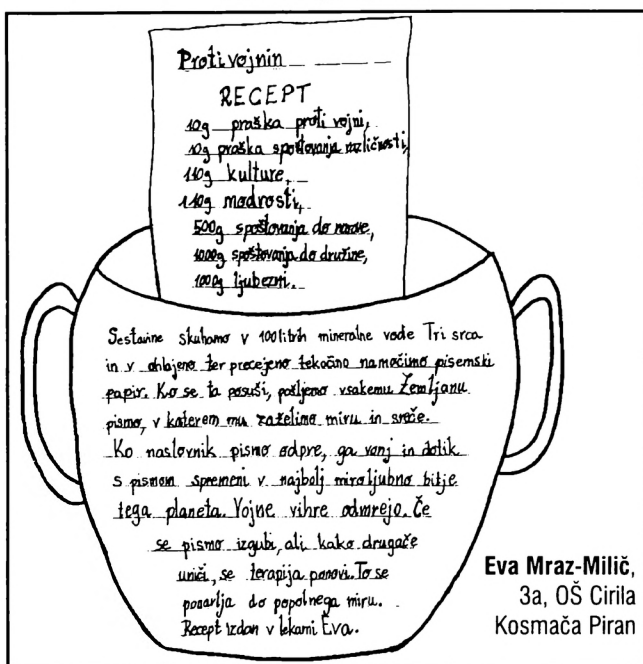 Protivojnin
RECEPT
10g praška proti vojni,
10g praška spoštovanja različnosti,
110g kulture,
110g modrosti,
500g spoštovanja do narave,
1000g spoštovanja do družine,
1000g ljubezni.
Sestavine skuhamo v 100 litrih mineralne vode Tri srca
in v ohlajeno ter precejeno tekočino namočimo pisemski
papir. Ko se ta posuši, pošljemo vsakemu Zemljanu
pismo, v katerem mu zaželimo miru in sreče.
Ko naslovnik pismo odpre, ga vonj in dotik
s pismom spremeni v najbolj miroljubno bitje
tega planeta. Vojne vihre odmrejo. Če
se pismo izgubi, ali kako drugače
uniči, se terapija ponovi. To se
ponavlja do popolnega miru.
Recept izdan v lekarni Eva.
Eva Mraz-Milič,
3a, OŠ Cirila
Kosmača Piran